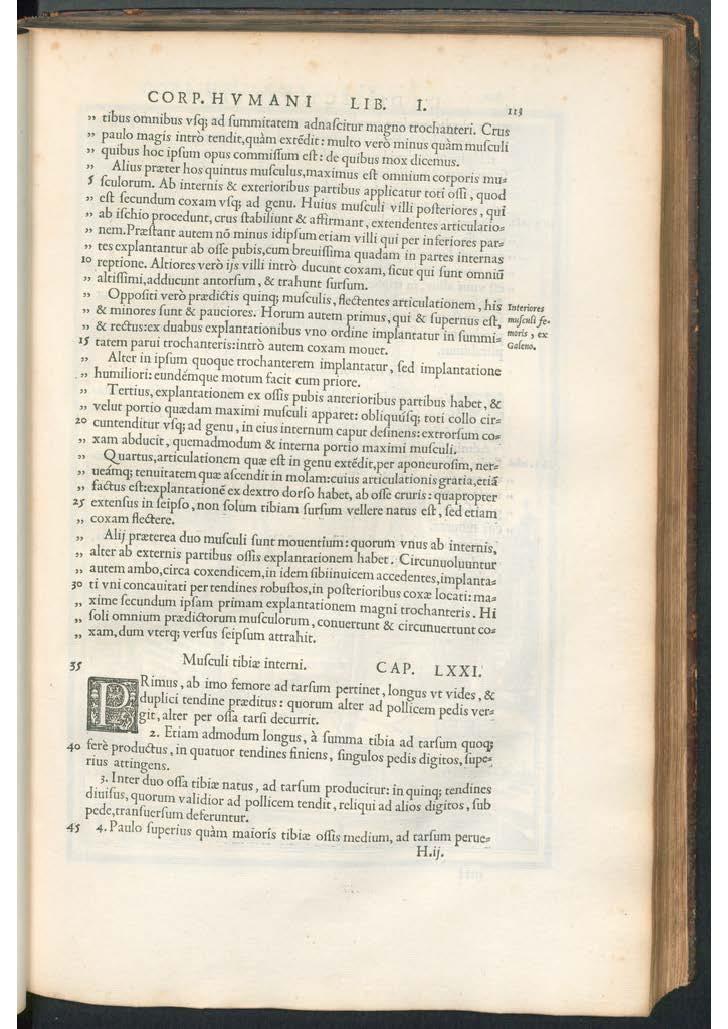 CORP. HVMANI LIB. I. 113
„ tibus omnibus vſq; ad ſummitatem adnaſcitur magno trochanteri. Crus
„ paulo magis intrò tendit,quàm extēdit: multo verò minus quàm muſculi
„ quibus hoc ipſum opus commiſſum eſt: de quibus mox dicemus.
„ Alius præter hos quintus muſculus,maximus eſt omnium corporis mu⸗
5 ſculorum. Ab internis & exterioribus partibus applicatur toti oſſi, quod
„ eſt ſecundum coxam vſq; ad genu. Huius muſculi villi poſteriores, qui
„ ab iſchio procedunt, crus ſtabiliunt & affirmant, extendentes articulatio⸗
„ nem.Præſtant autem nō minus idipſum etiam villi qui per inferiores par⸗
„ tes explantantur ab oſſe pubis,cum breuiſſima quadam in partes internas
10 reptione. Altiores verò ijs villi intrò ducunt coxam, ſicut qui ſunt omniū
„ altiſſimi,adducunt antorſum, & trahunt ſurſum.
„ Oppoſiti verò prædictis quinq; muſculis, flectentes articulationem, his
„ & minores ſunt & pauciores. Horum autem primus,qui & ſupernus eſt,
„ & rectus:ex duabus explantationibus vno ordine implantatur in ſummi⸗
15 tatem parui trochanteris:intrò autem coxam mouet.
Interiores
muſculi fe⸗
moris, ex
Galeno.
„ Alter in ipſum quoque trochanterem implantatur, ſed implantatione
„ humiliori: eundémque motum facit cum priore.
„ Tertius,explantationem ex oſſis pubis anterioribus partibus habet, &
„ velut portio quædam maximi muſculi apparet: obliquúſq; toti collo cir⸗
20 cuntenditur vſq; ad genu, in eius internum caput deſinens: extrorſum co⸗
„ xam abducit, quemadmodum & interna portio maximi muſculi.
„ Quartus,articulationem quæ eſt in genu extēdit,per aponeuroſim, ner⸗
„ ueámq; tenuitatem quæ aſcendit in molam:cuius articulationis gratia,etiā
„ factus eſt:explantationē ex dextro dorſo habet, ab oſſe cruris: quapropter
25 extenſus in ſeipſo, non ſolum tibiam ſurſum vellere natus eſt, ſed etiam
„ coxam flectere.
„ Alij præterea duo muſculi ſunt mouentium: quorum vnus ab internis,
„ alter ab externis partibus oſſis explantationem habet. Circunuoluuntur
„ autem ambo,circa coxendicem,in idem ſibiinuicem accedentes,implanta⸗
30 ti vni concauitati per tendines robuſtos,in poſterioribus coxæ locati: ma⸗
„ xime ſecundum ipſam primam explantationem magni trochanteris. Hi
„ ſoli omnium prædictorum muſculorum, conuertunt & circunuertunt co⸗
„ xam,dum vterq; verſus ſeipſum attrahit.
35 Muſculi tibiæ interni. CAP. LXXI.
PRimus, ab imo femore ad tarſum pertinet, longus vt vides, &
duplici tendine præditus: quorum alter ad pollicem pedis ver⸗
git, alter per oſſa tarſi decurrit.
2. Etiam admodum longus, à ſumma tibia ad tarſum quoq;
40 ferè productus, in quatuor tendines finiens, ſingulos pedis digitos, ſupe⸗
rius attingens.
3. Inter duo oſſa tibiæ natus, ad tarſum producitur: in quinq; tendines
diuiſus, quorum validior ad pollicem tendit, reliqui ad alios digitos, ſub
pede,tranſuerſum deferuntur.
45 4. Paulo ſuperius quàm maioris tibiæ oſſis medium, ad tarſum perue⸗
H.ij.